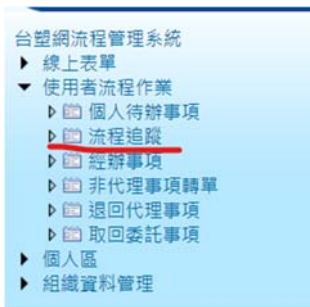 台塑網流程管理系統
線上表單
使用者流程作業
個人待辦事項
流程追蹤
經辦事項
非代理事項轉單
退回代理事項
取回委託事項
個人區
組織資料管理